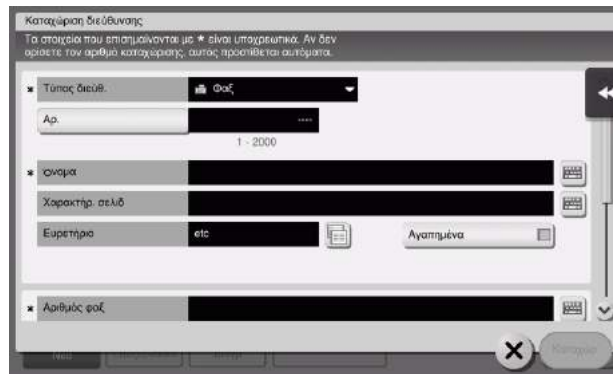 Καταχώριση διεύθυνσης
Τα στοιχεία που επισημαίνονται με * είναι υποχρεωτικά. Αν δεν
ορίσετε τον αριθμό καταχώρισης, αυτός προστίθεται αυτόματα.
* Τύπος διεύθ. Φαξ
Αρ. ----
1 - 2000
* Όνομα
Χαρακτήρ. σελιδ
Ευρετήριο etc Αγαπημένα
* Αριθμός φαξ